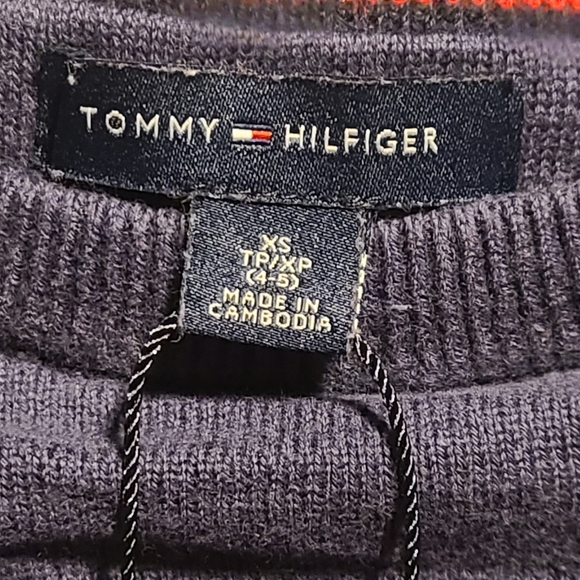 TOMMY HILFIGER
XS
TP/XP
(4-5)
MADE IN
CAMBODIA